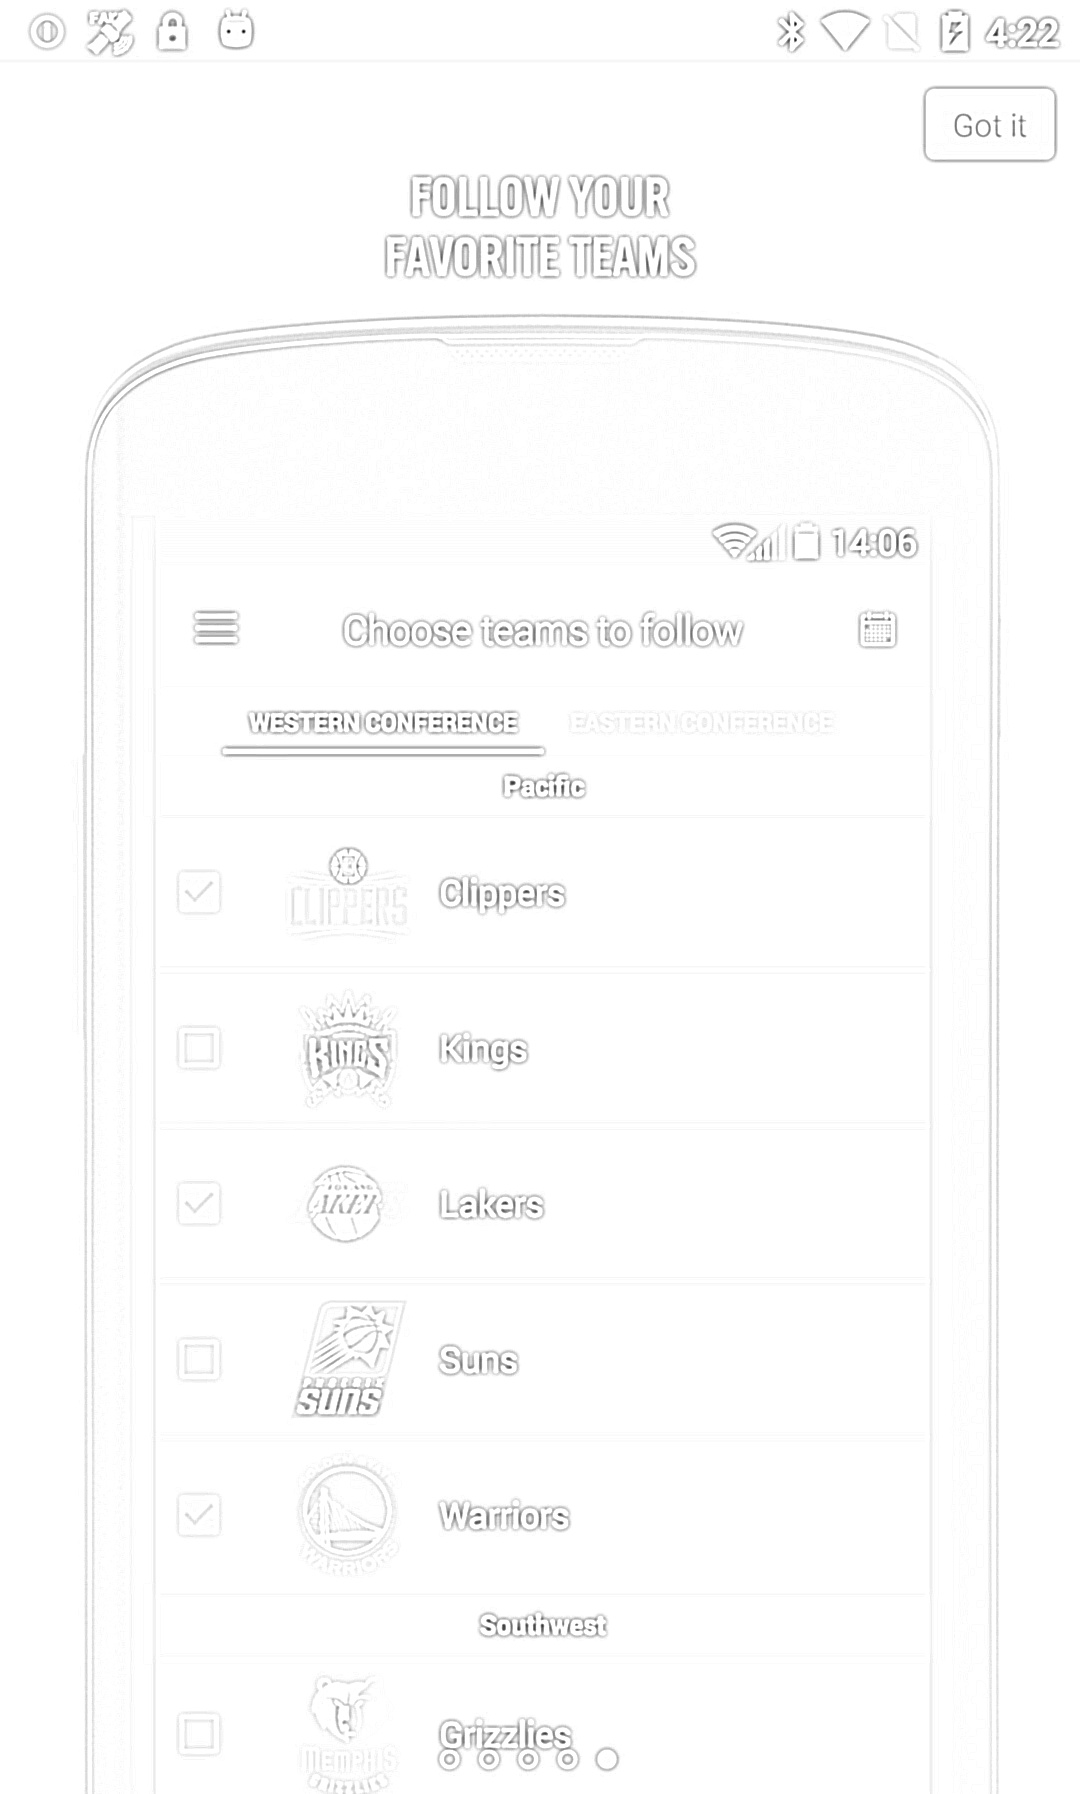 4:22
Got it
FOLLOW YOUR
FAVORITE TEAMS
14:06
Choose teams to follow
WESTERN CONFERENCE EASTERN CONFERENCE
Pacific
CLIPPERS Clippers
KINGS Kings
Lakers
Suns
SUNS
Warriors
WARRIORS
Southwest
Grizzlies
MEMPHIS
GRIZZLIES